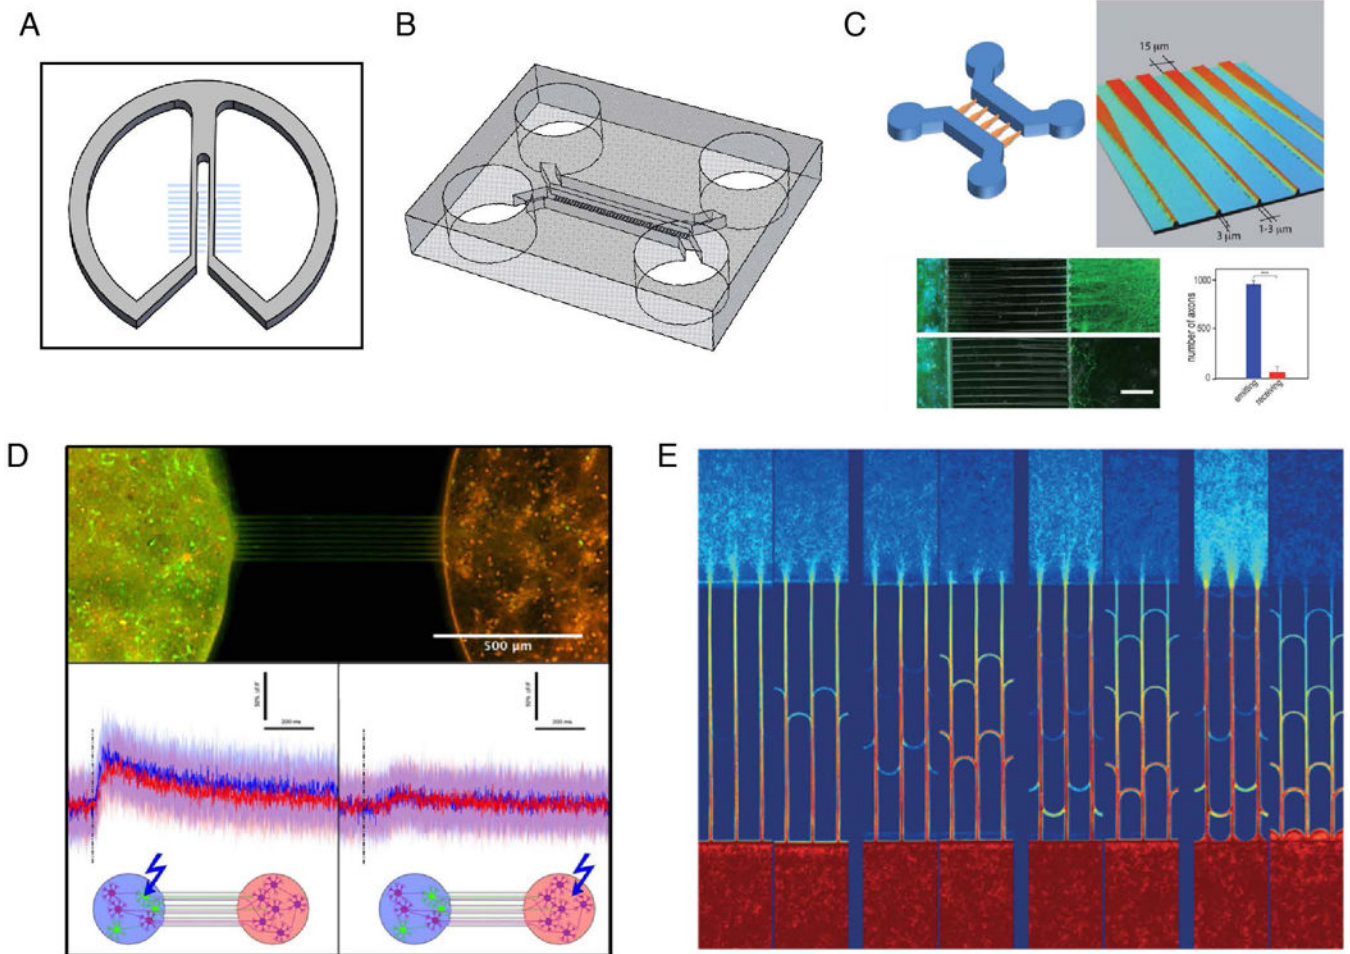 A
B
C
15 μm
3 μm
1-3 μm
1000
500
0
number of axons
emitting
receiving
D
500 μm
200 ms
200 ms
E